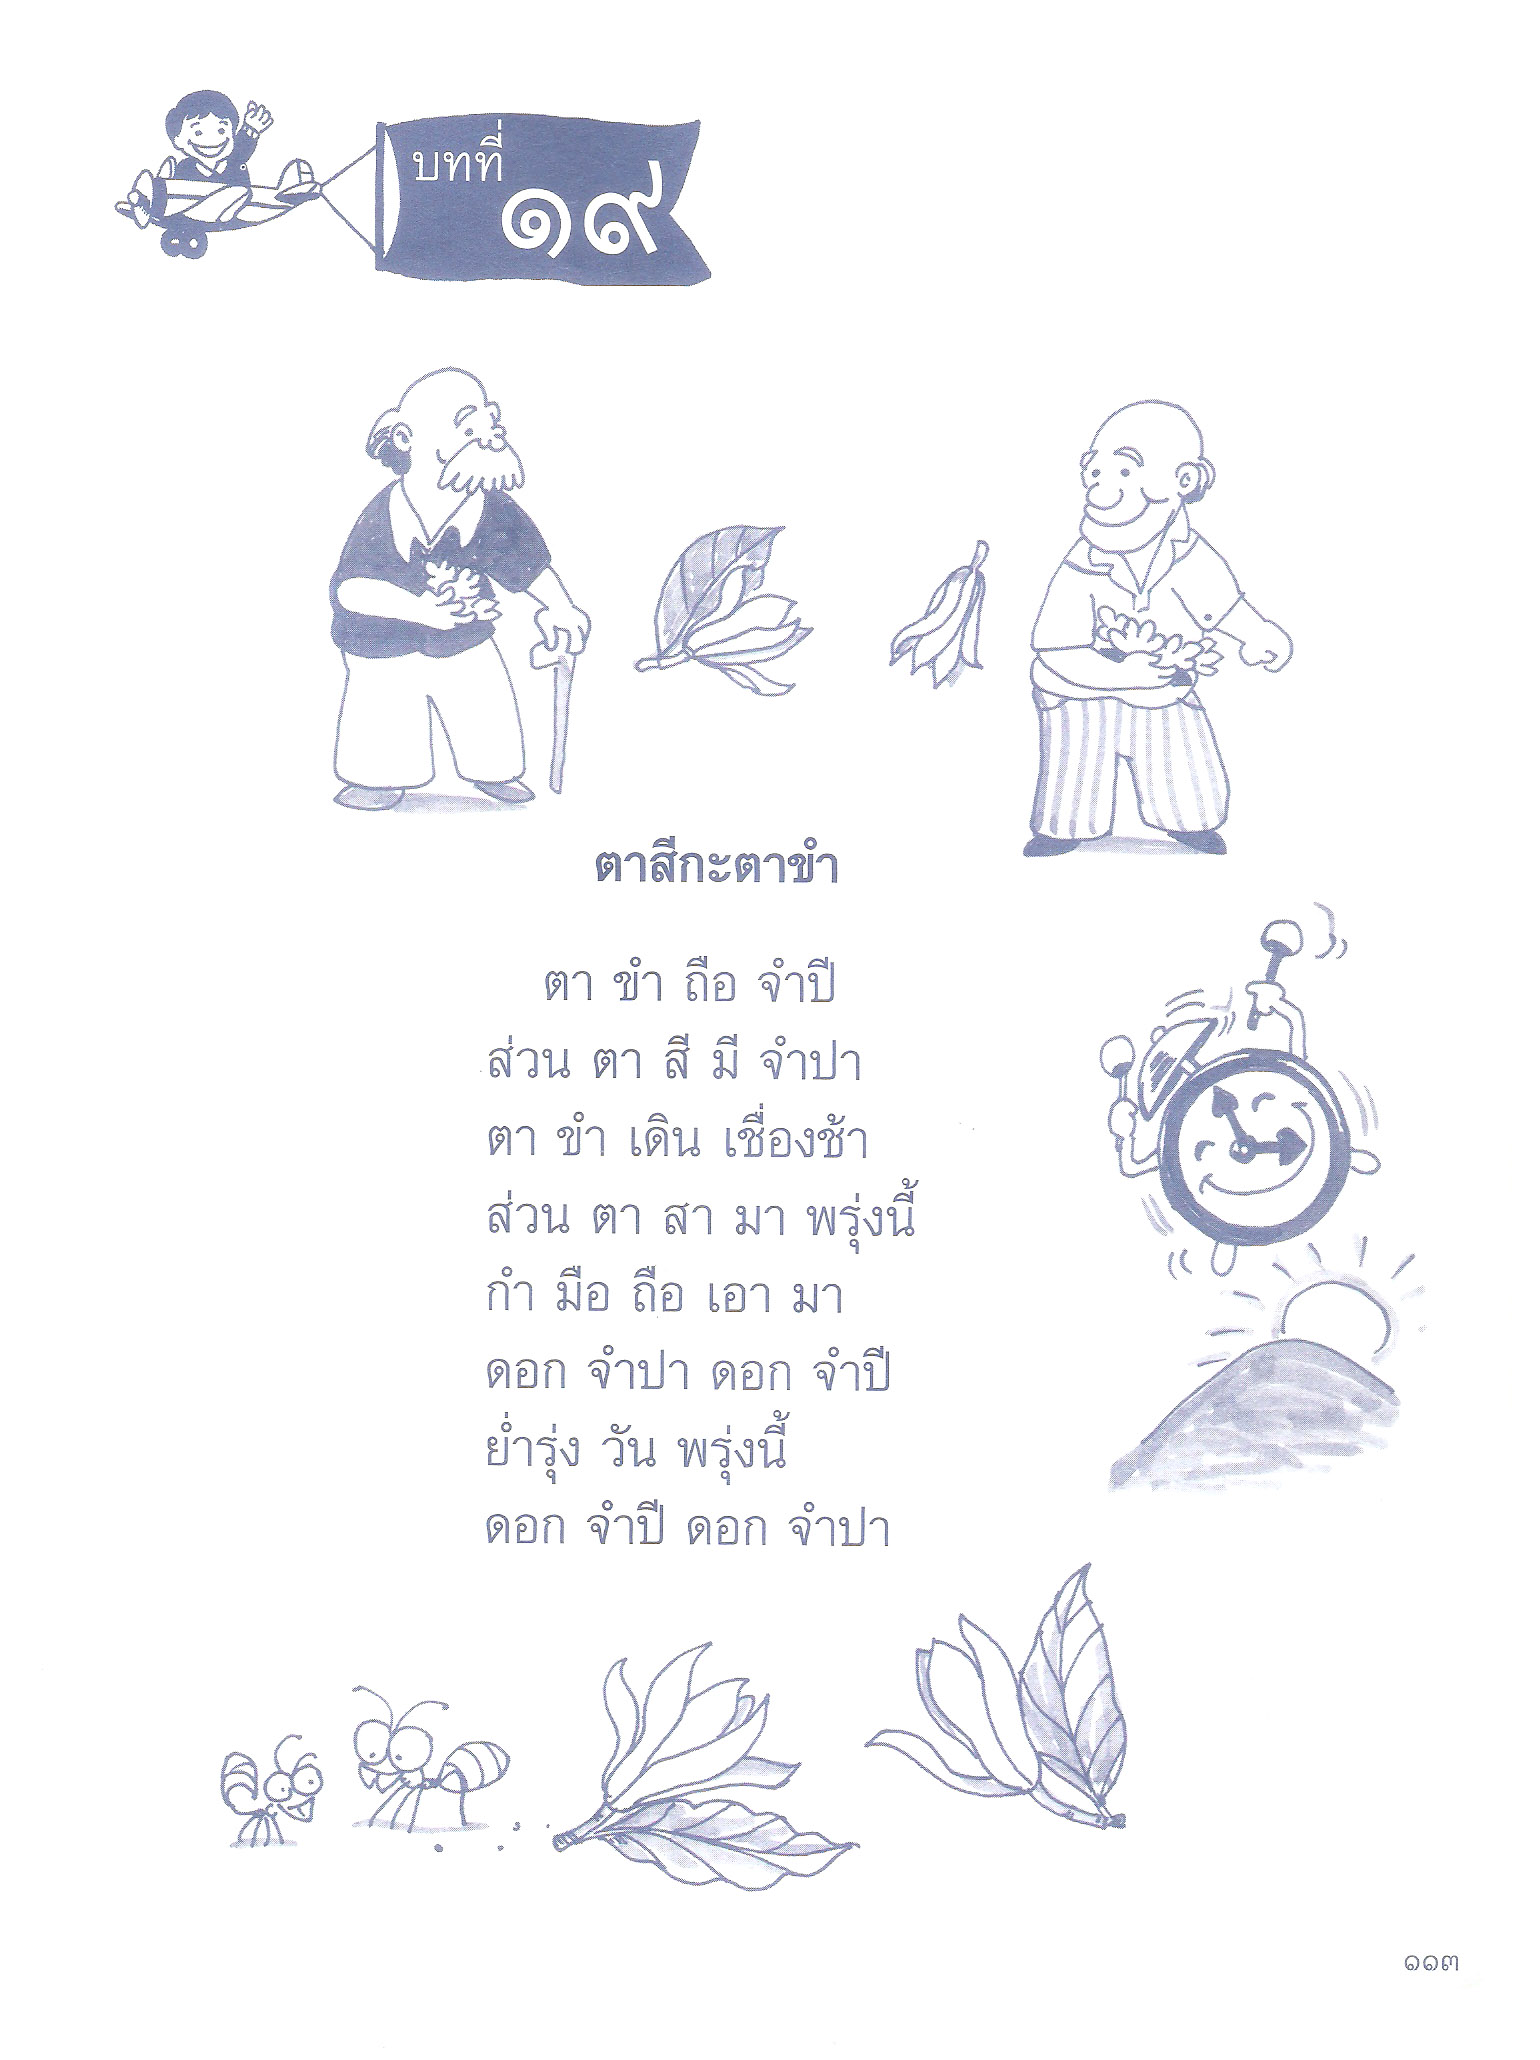 บทที่
๑๙
ตาสีกะตาขำ
ตา ขำ ถือ จำปี
ส่วน ตา สี มี จำปา
ตา ขำ เดิน เชื่องช้า
ส่วน ตา สา มา พรุ่งนี้
กำ มือ ถือ เอา มา
ดอก จำปา ดอก จำปี
ย่ำรุ่ง วัน พรุ่งนี้
ดอก จำปี ดอก จำปา
๑๑๓